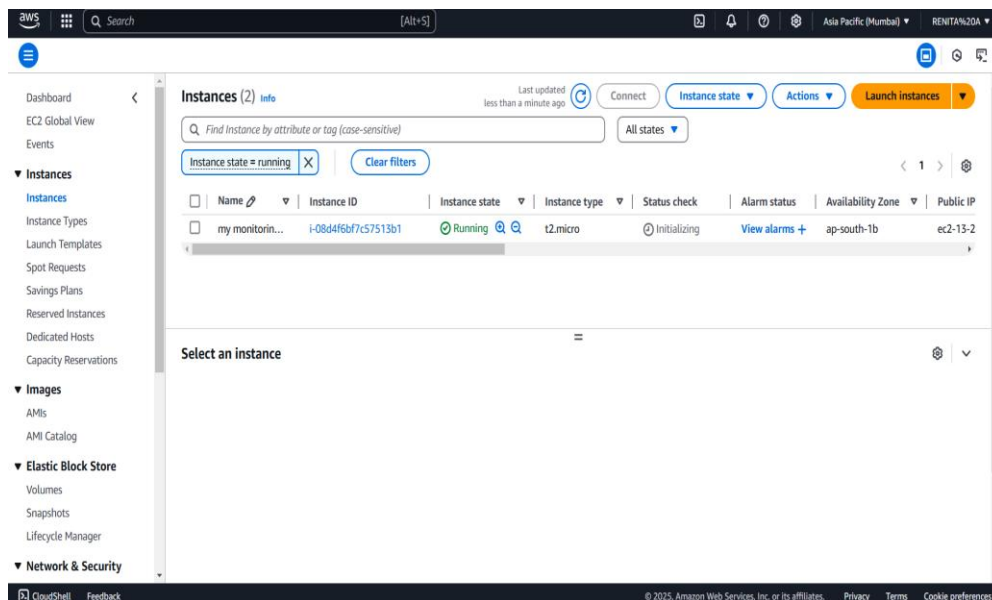 aws Search [Alt+S] Asia Pacific (Mumbai) ▼ RENITA%20A ▼
Dashboard
EC2 Global View
Events
▼ Instances
Instances
Instance Types
Launch Templates
Spot Requests
Savings Plans
Reserved Instances
Dedicated Hosts
Capacity Reservations
▼ Images
AMIs
AMI Catalog
▼ Elastic Block Store
Volumes
Snapshots
Lifecycle Manager
▼ Network & Security
Instances (2) Info
Last updated
less than a minute ago
Connect Instance state ▼ Actions ▼ Launch instances ▼
Find Instance by attribute or tag (case-sensitive) All states ▼
Instance state = running X Clear filters
< 1 >
Name Instance ID Instance state Instance type Status check Alarm status Availability Zone Public IP
my monitorin... i-08d4f6bf7c57513b1 Running t2.micro Initializing View alarms + ap-south-1b ec2-13-2
Select an instance
CloudShell Feedback © 2025, Amazon Web Services, Inc. or its affiliates. Privacy Terms Cookie preferences